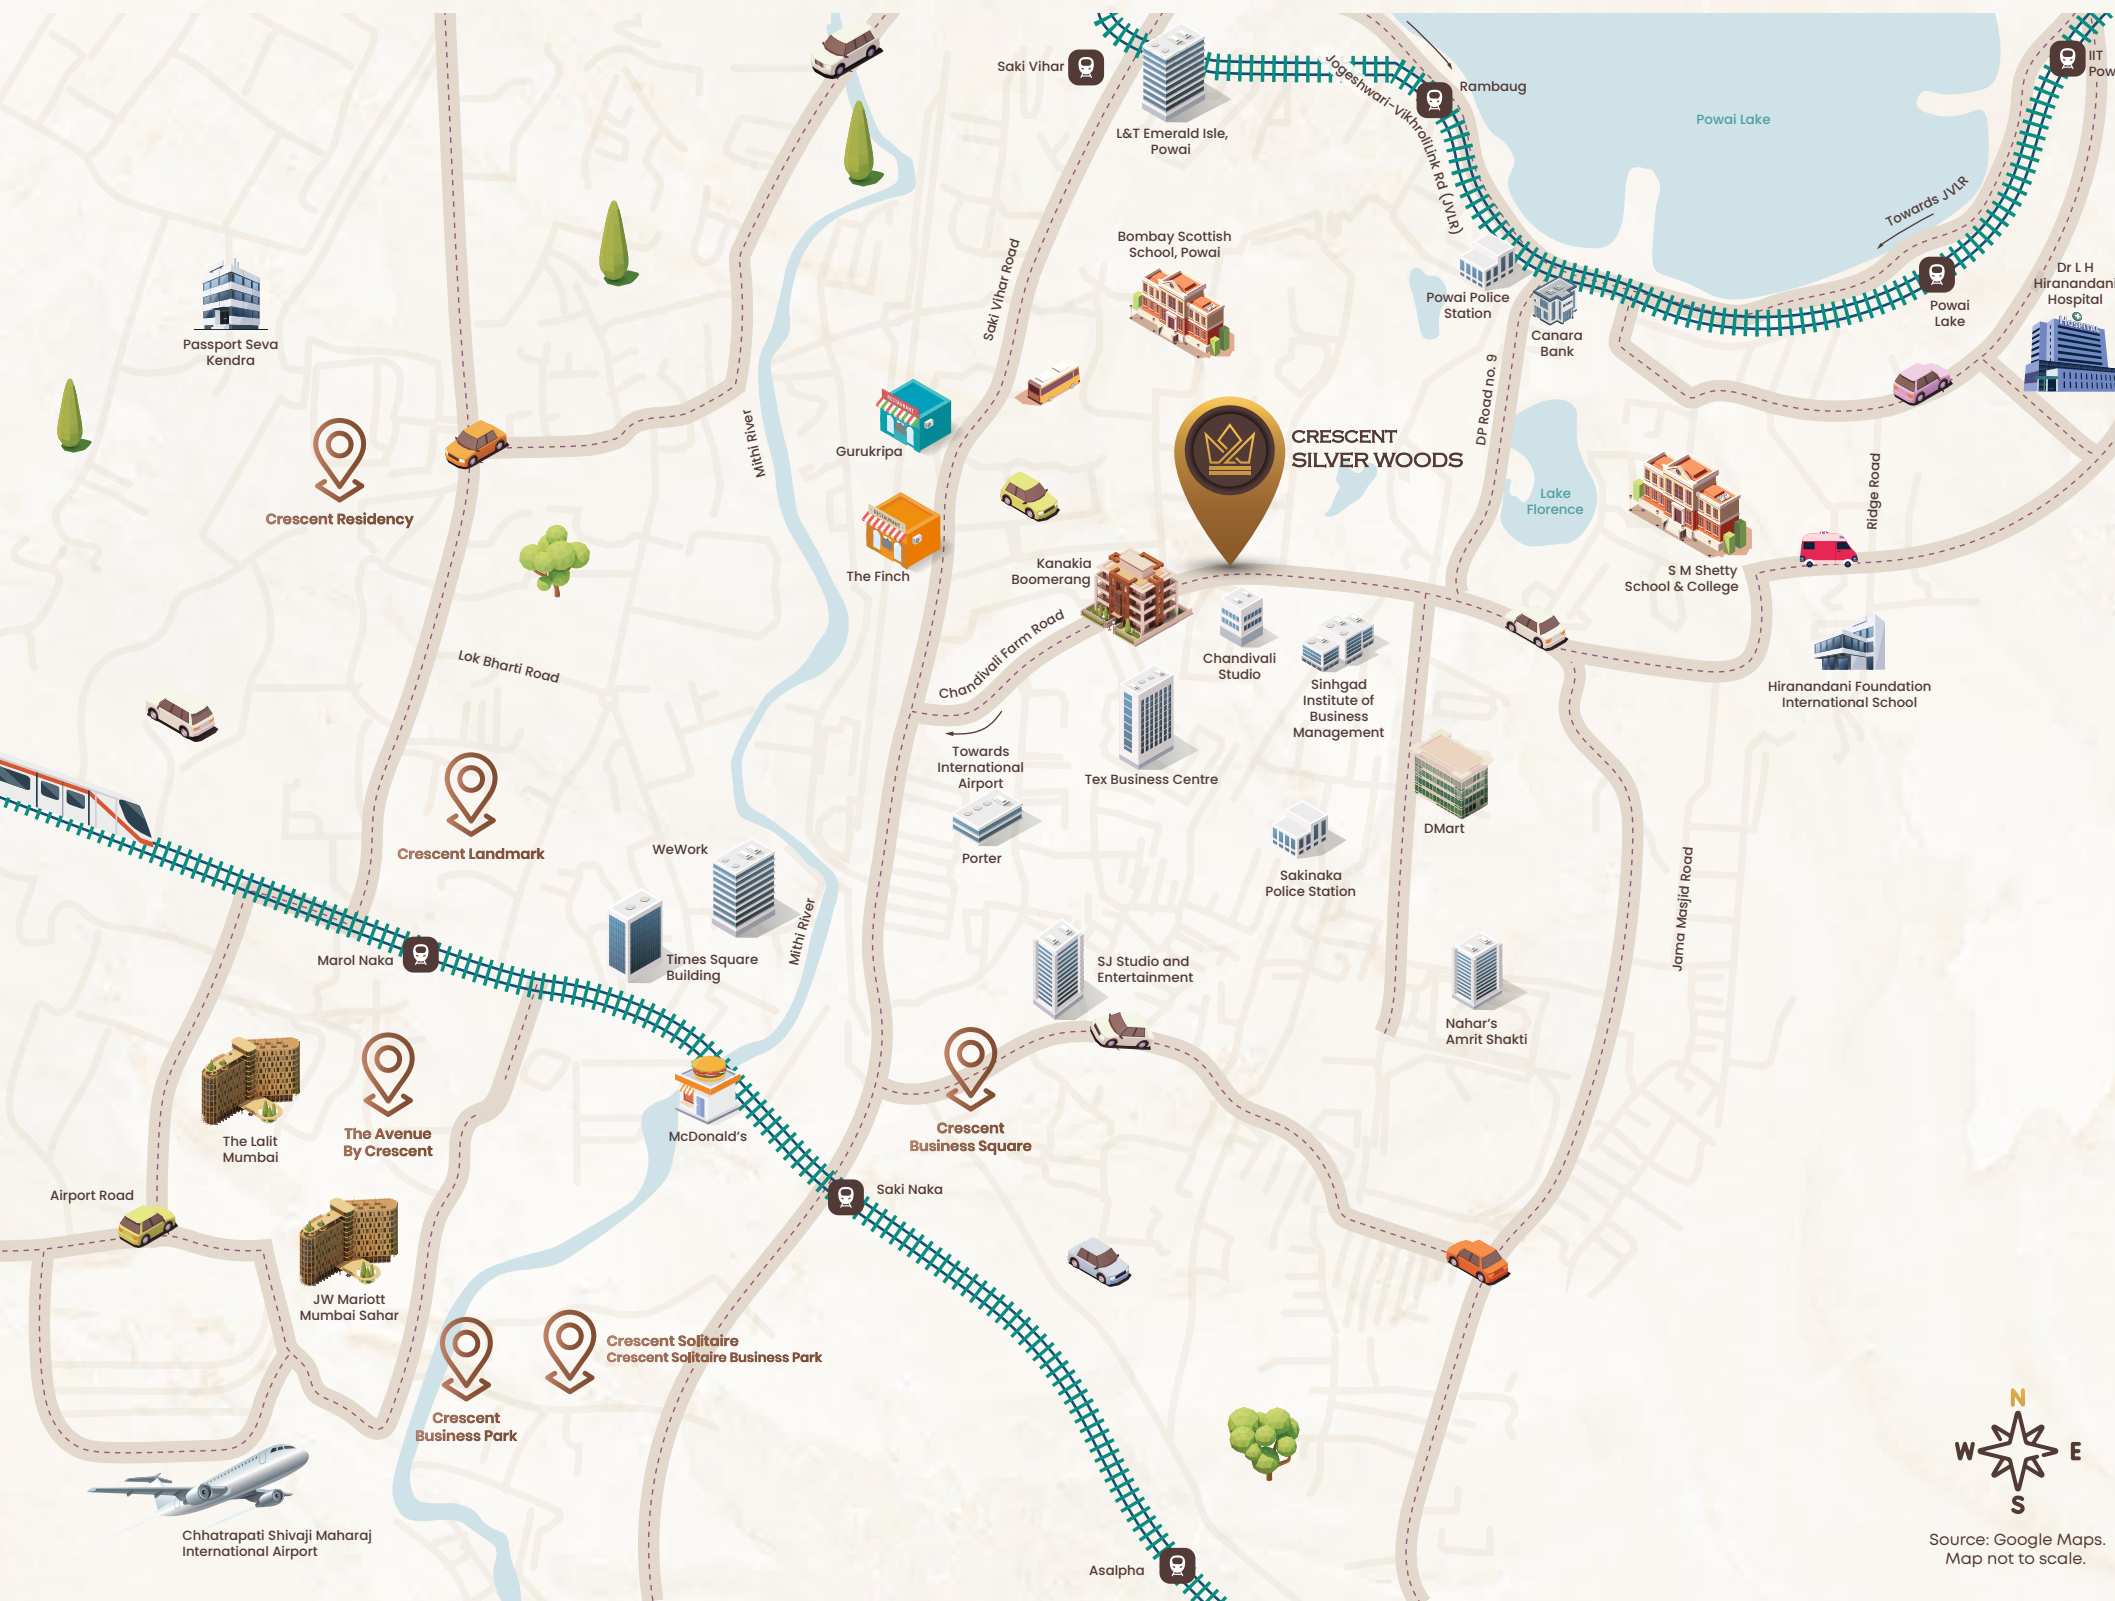 Saki Vihar
L&T Emerald Isle,
Powai
Jogeshwari-VikhroliLink Rd (JVLR)
Rambaug
Powai Lake
IIT
Pow
Towards JVLR
Saki Vihar Road
Bombay Scottish
School, Powai
Powai Police
Station
Canara
Bank
Powai
Lake
Dr L H
Hiranandani
Hospital
HOSPITAL
Passport Seva
Kendra
RESTAURANT
Gurukripa
Mithi River
CRESCENT
SILVER WOODS
DP Road no. 9
Lake
Florence
Ridge Road
S M Shetty
School & College
Crescent Residency
RESTAURANT
The Finch
Kanakia
Boomerang
Chandivali Farm Road
Chandivali
Studio
Sinhgad
Institute of
Business
Management
Hiranandani Foundation
International School
Lok Bharti Road
Towards
International
Airport
Tex Business Centre
Porter
DMart
Sakinaka
Police Station
Jama Masjid Road
Crescent Landmark
WeWork
Mithi River
Times Square
Building
Marol Naka
SJ Studio and
Entertainment
Nahar's
Amrit Shakti
The Lalit
Mumbai
The Avenue
By Crescent
McDonald's
Crescent
Business Square
Airport Road
Saki Naka
JW Mariott
Mumbai Sahar
Crescent Solitaire
Crescent Solitaire Business Park
Crescent
Business Park
Chhatrapati Shivaji Maharaj
International Airport
Asalpha
N
W
E
S
Source: Google Maps.
Map not to scale.